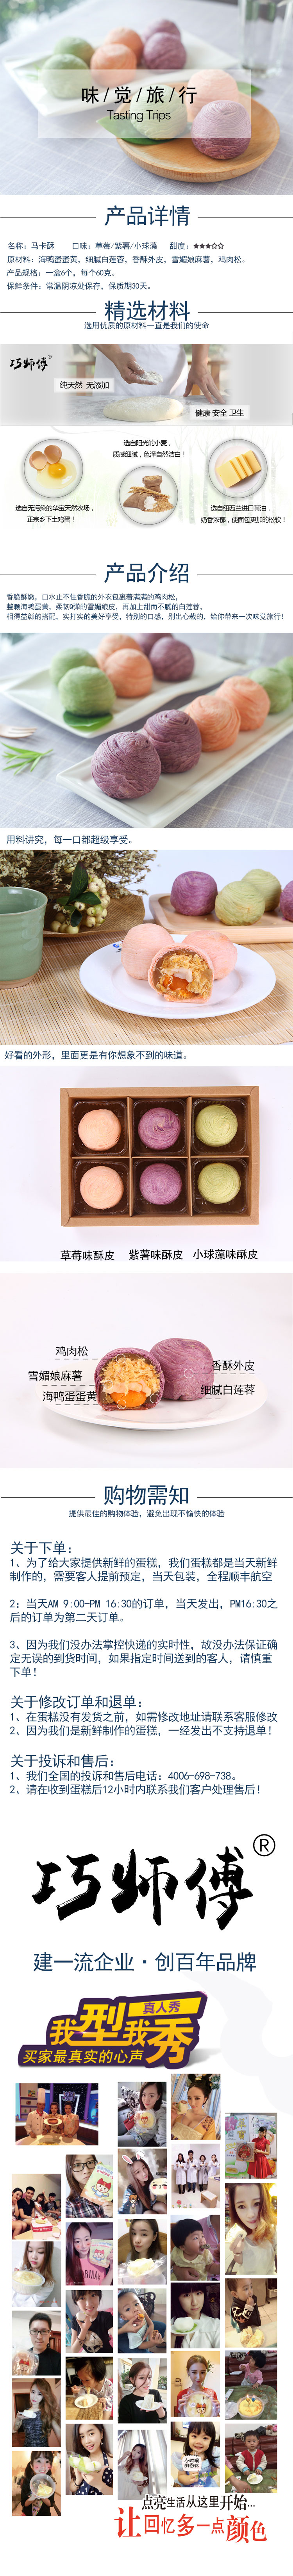 味/觉/旅/行
Tasting Trips
产品详情
名称：马卡酥 口味：草莓/紫薯/小球藻 甜度：★★★☆☆
原材料：海鸭蛋蛋黄，细腻白莲蓉，香酥外皮，雪媚娘麻薯，鸡肉松。
产品规格：一盒6个，每个60克。
保鲜条件：常温阴凉处保存，保质期30天。
精选材料
选用优质的原材料一直是我们的使命
巧师傅®
纯天然 无添加
健康 安全 卫生
选自阳光的小麦，
质感细腻，色泽自然洁白！
选自无污染的华宝天然农场，
正宗乡下土鸡蛋！
选自纽西兰进口黄油，
奶香浓郁，使面包更加的松软！
产品介绍
香脆酥嫩，口水止不住香脆的外衣包裹着满满的鸡肉松，
整颗海鸭蛋黄，柔韧Q弹的雪媚娘皮，再加上甜而不腻的白莲蓉，
相得益彰的搭配，实打实的美好享受，特别的口感，别出心裁的，给你带来一次味觉旅行！
用料讲究，每一口都超级享受。
好看的外形，里面更是有你想象不到的味道。
草莓味酥皮 紫薯味酥皮 小球藻味酥皮
鸡肉松
雪媚娘麻薯
海鸭蛋蛋黄
香酥外皮
细腻白莲蓉
购物需知
提供最佳的购物体验，避免出现不愉快的体验
关于下单：
1、为了给大家提供新鲜的蛋糕，我们蛋糕都是当天新鲜
制作的，需要客人提前预定，当天包装，全程顺丰航空
2：当天AM 9:00-PM 16:30的订单，当天发出，PM16:30之
后的订单为第二天订单。
3、因为我们没办法掌控快递的实时性，故没办法保证确
定无误的到货时间，如果指定时间送到的客人，请慎重
下单！
关于修改订单和退单：
1、在蛋糕没有发货之前，如需修改地址请联系客服修改
2、因为我们是新鲜制作的蛋糕，一经发出不支持退单！
关于投诉和售后：
1、我们全国的投诉和售后电话：4006-698-738。
2、请在收到蛋糕后12小时内联系我们客户处理售后！
巧师傅®
建一流企业·创百年品牌
真人秀
我型我秀
买家最真实的心声
点亮生活从这里开始...
让回忆多一点颜色